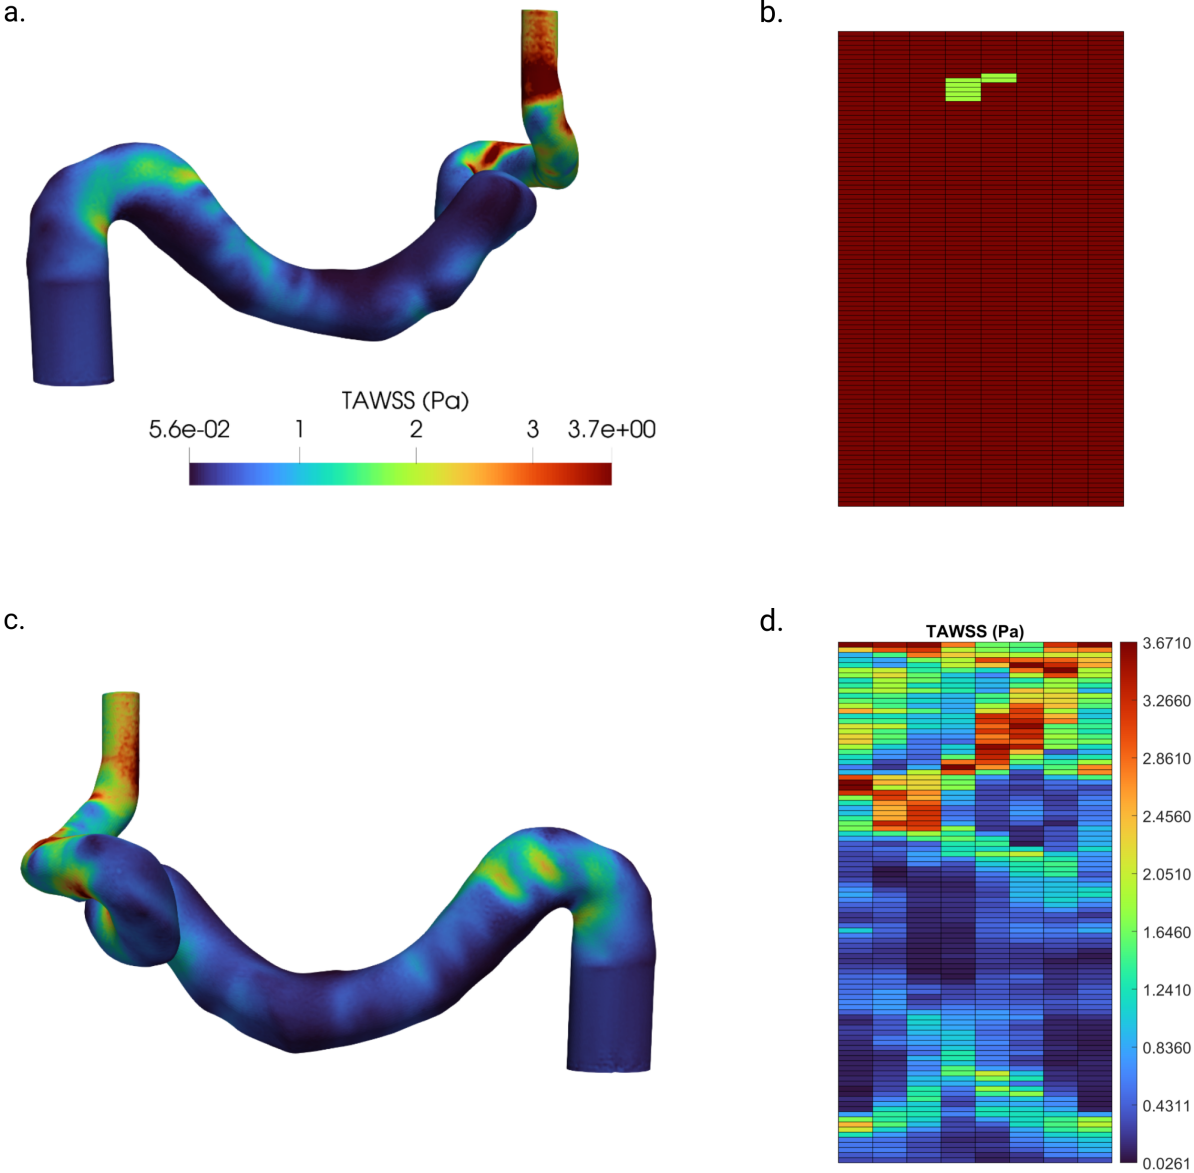 a.
b.
TAWSS (Pa)
5.6e-02 1 2 3 3.7e+00
c.
d.
TAWSS (Pa)
3.6710
3.2660
2.8610
2.4560
2.0510
1.6460
1.2410
0.8360
0.4311
0.0261